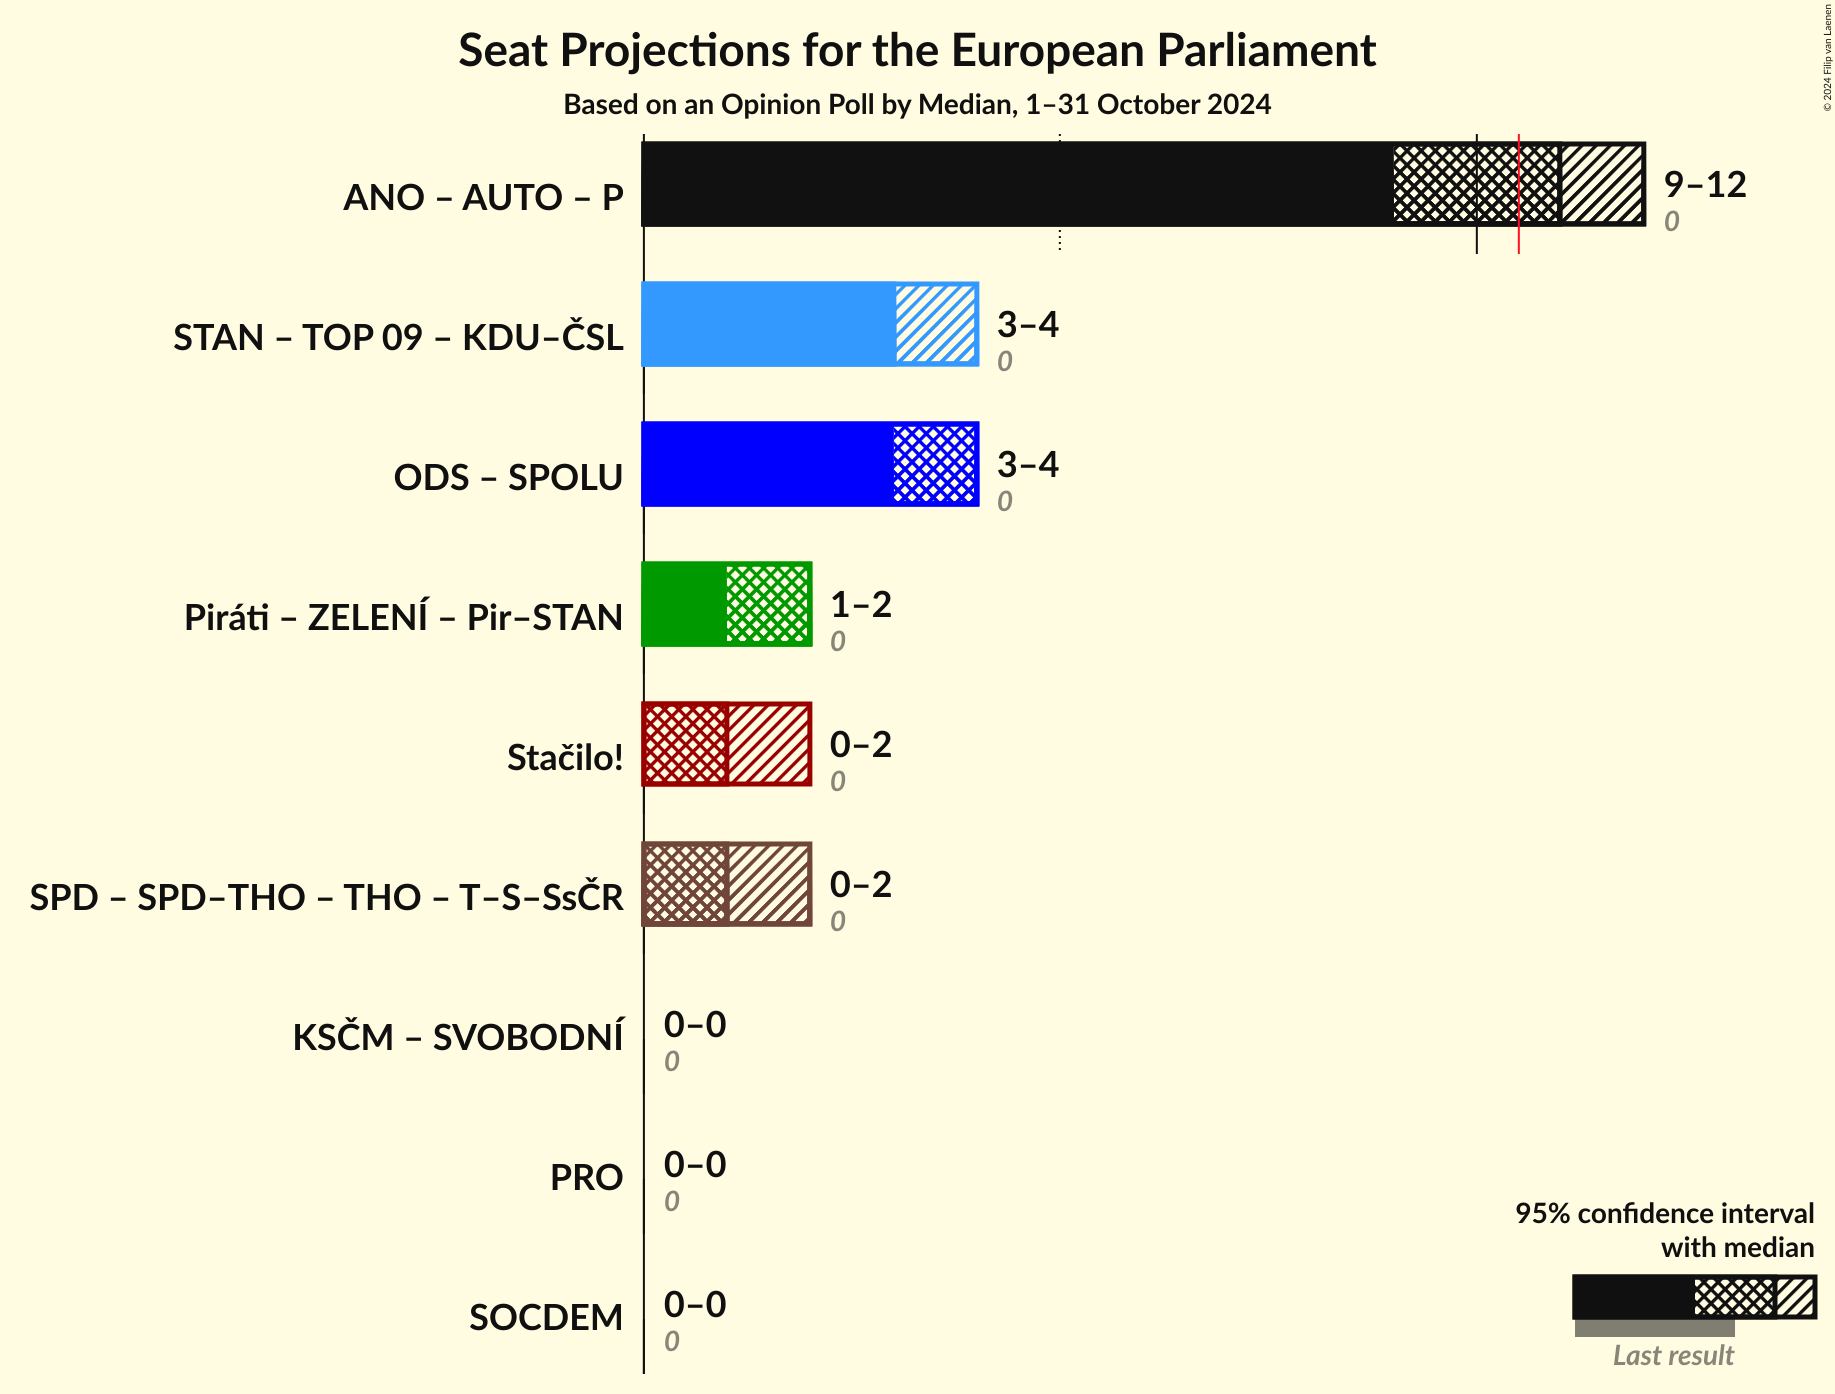 Seat Projections for the European Parliament
Based on an Opinion Poll by Median, 1–31 October 2024
© 2024 Filip van Laenen
ANO – AUTO – P
9–12
0
STAN – TOP 09 – KDU–ČSL
3–4
0
ODS – SPOLU
3–4
0
Piráti – ZELENÍ – Pir–STAN
1–2
0
Stačilo!
0–2
0
SPD – SPD–THO – THO – T–S–SsČR
0–2
0
KSČM – SVOBODNÍ
0–0
0
PRO
0–0
0
SOCDEM
0–0
0
95% confidence interval
with median
Last result